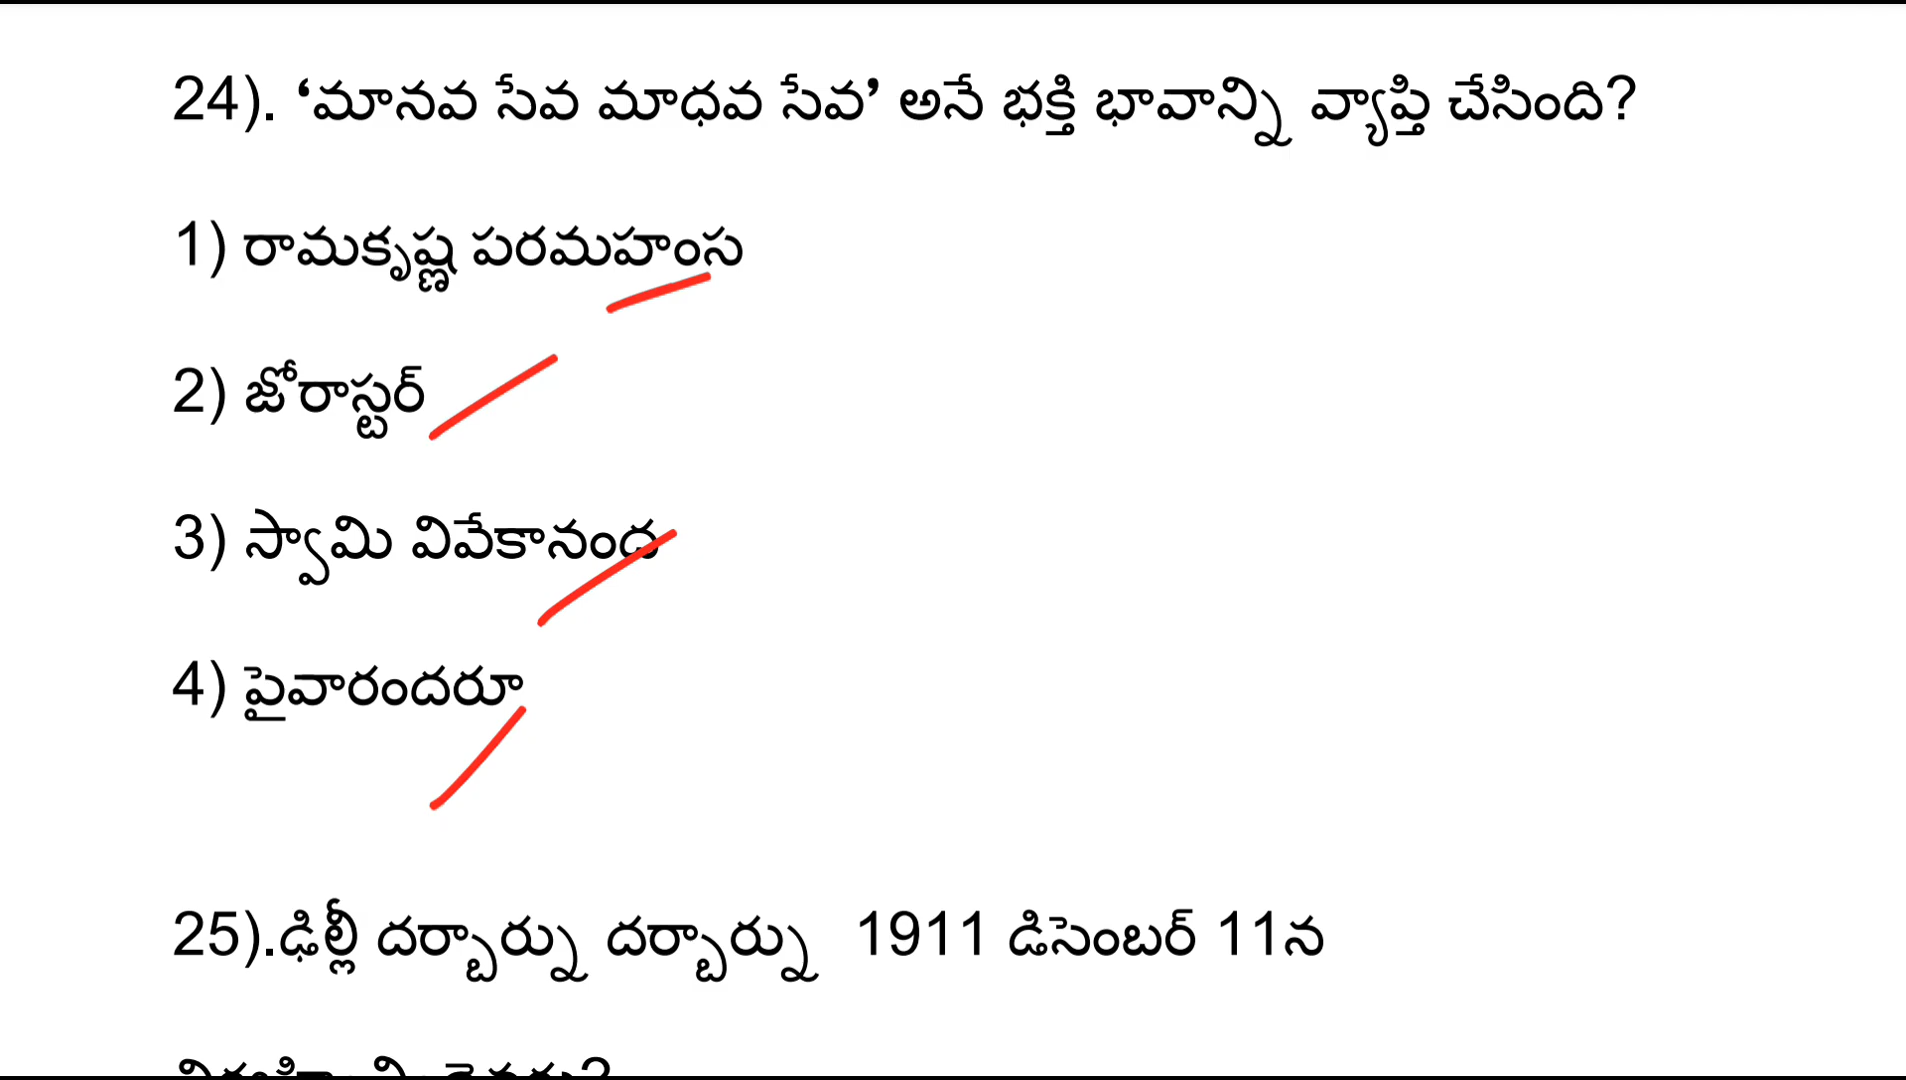 24). ‘మానవ సేవ మాధవ సేవ’ అనే భక్తి భావాన్ని వ్యాప్తి చేసింది?
1) రామకృష్ణ పరమహంస
2) జోరాస్టర్
3) స్వామి వివేకానంద
4) పైవారందరూ
25).ఢిల్లీ దర్బార్ను దర్బార్ను 1911 డిసెంబర్ 11న